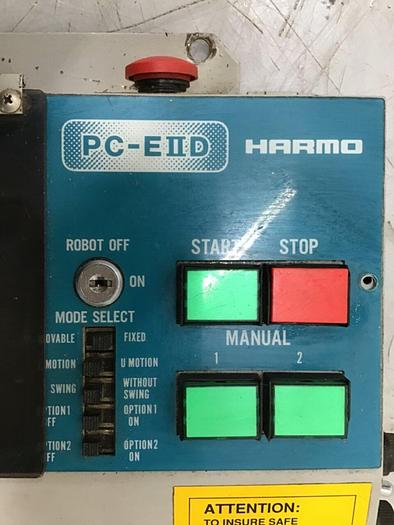 PC-EIID HARMO
ROBOT OFF START STOP
ON
MODE SELECT
FIXED
MANUAL
MOTION U MOTION 1 2
SWING WITHOUT
SWING
OPTION1
ON
OPTION2
ON
ATTENTION:
TO INSURE SAFE